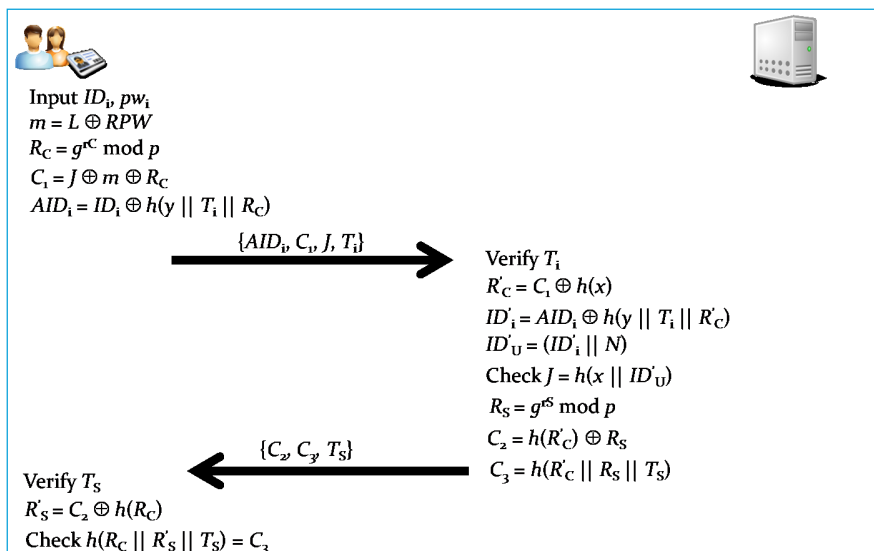 Input IDᵢ, pwᵢ
m = L ⊕ RPW
R_C = g^rC mod p
C₁ = J ⊕ m ⊕ R_C
AIDᵢ = IDᵢ ⊕ h(y || Tᵢ || R_C)
{AIDᵢ, C₁, J, Tᵢ}
Verify Tᵢ
R'_C = C₁ ⊕ h(x)
ID'ᵢ = AIDᵢ ⊕ h(y || Tᵢ || R'_C)
ID'_U = (ID'ᵢ || N)
Check J = h(x || ID'_U)
R_S = g^rS mod p
C₂ = h(R'_C) ⊕ R_S
C₃ = h(R'_C || R_S || T_S)
{C₂, C₃, T_S}
Verify T_S
R'_S = C₂ ⊕ h(R_C)
Check h(R_C || R'_S || T_S) = C₃